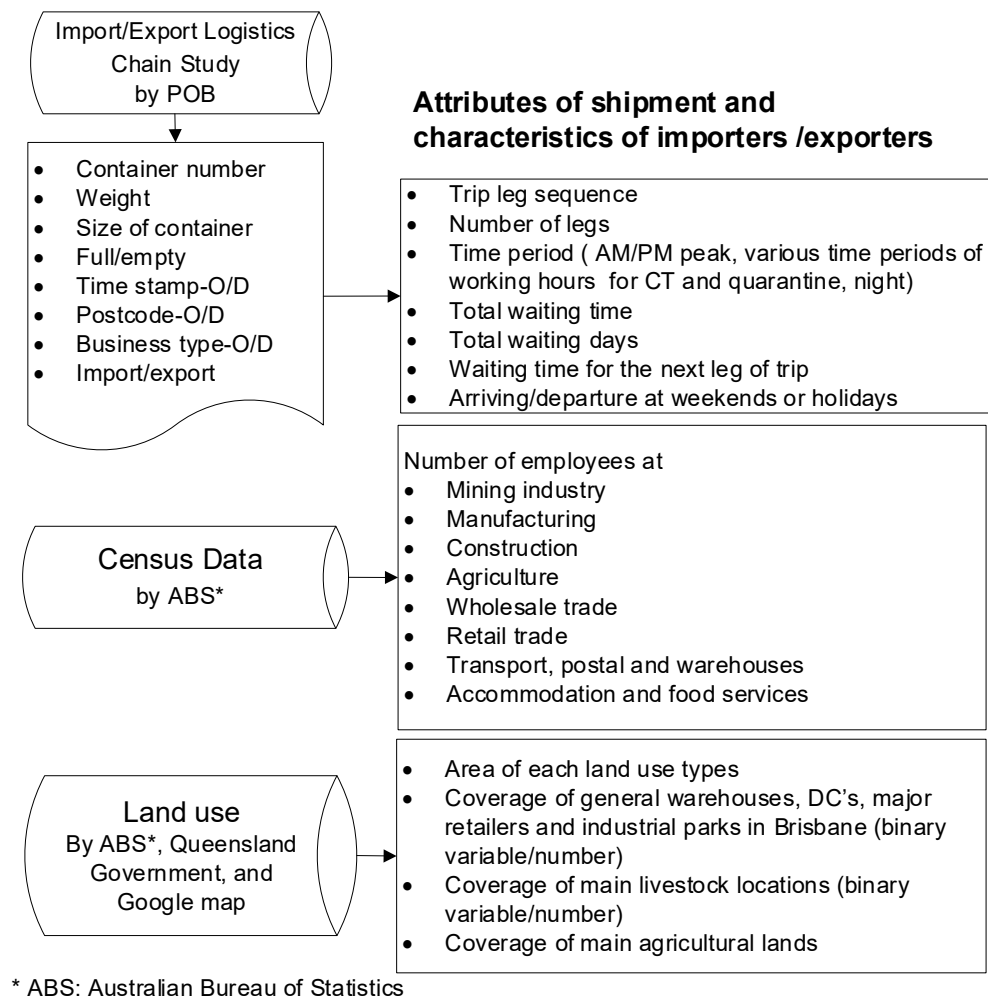 Import/Export Logistics
Chain Study
by POB
Attributes of shipment and
characteristics of importers /exporters
• Container number
• Weight
• Size of container
• Full/empty
• Time stamp-O/D
• Postcode-O/D
• Business type-O/D
• Import/export
• Trip leg sequence
• Number of legs
• Time period ( AM/PM peak, various time periods of
working hours for CT and quarantine, night)
• Total waiting time
• Total waiting days
• Waiting time for the next leg of trip
• Arriving/departure at weekends or holidays
Census Data
by ABS*
Number of employees at
• Mining industry
• Manufacturing
• Construction
• Agriculture
• Wholesale trade
• Retail trade
• Transport, postal and warehouses
• Accommodation and food services
Land use
By ABS*, Queensland
Government, and
Google map
• Area of each land use types
• Coverage of general warehouses, DC's, major
retailers and industrial parks in Brisbane (binary
variable/number)
• Coverage of main livestock locations (binary
variable/number)
• Coverage of main agricultural lands
* ABS: Australian Bureau of Statistics